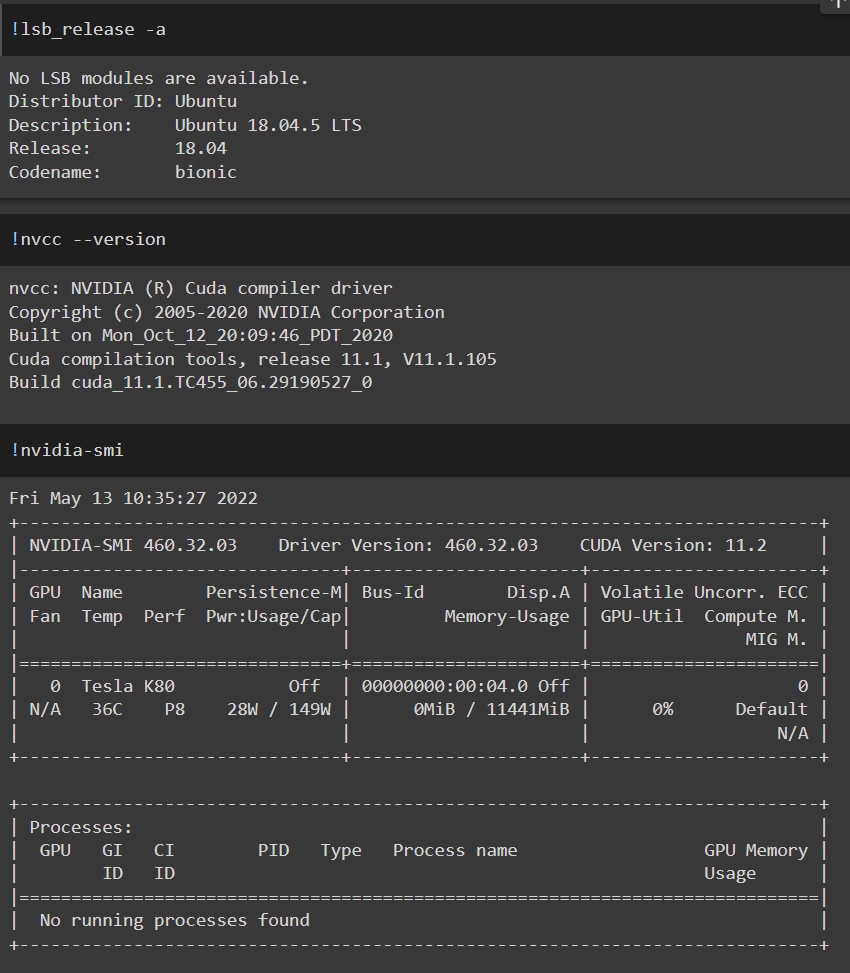 !lsb_release -a
No LSB modules are available.
Distributor ID: Ubuntu
Description:    Ubuntu 18.04.5 LTS
Release:        18.04
Codename:       bionic
!nvcc --version
nvcc: NVIDIA (R) Cuda compiler driver
Copyright (c) 2005-2020 NVIDIA Corporation
Built on Mon_Oct_12_20:09:46_PDT_2020
Cuda compilation tools, release 11.1, V11.1.105
Build cuda_11.1.TC455_06.29190527_0
!nvidia-smi
Fri May 13 10:35:27 2022
+-----------------------------------------------------------------------------+
| NVIDIA-SMI 460.32.03    Driver Version: 460.32.03    CUDA Version: 11.2     |
|-------------------------------+----------------------+----------------------+
| GPU  Name        Persistence-M| Bus-Id        Disp.A | Volatile Uncorr. ECC |
| Fan  Temp  Perf  Pwr:Usage/Cap|         Memory-Usage | GPU-Util  Compute M. |
|                               |                      |               MIG M. |
|===============================+======================+======================|
|   0  Tesla K80           Off  | 00000000:00:04.0 Off |                    0 |
| N/A   36C    P8    28W / 149W |      0MiB / 11441MiB |      0%      Default |
|                               |                      |                  N/A |
+-------------------------------+----------------------+----------------------+
+-----------------------------------------------------------------------------+
| Processes:                                                                  |
|  GPU   GI   CI        PID   Type   Process name                  GPU Memory |
|        ID   ID                                                   Usage      |
|=============================================================================|
|  No running processes found                                                 |
+-----------------------------------------------------------------------------+